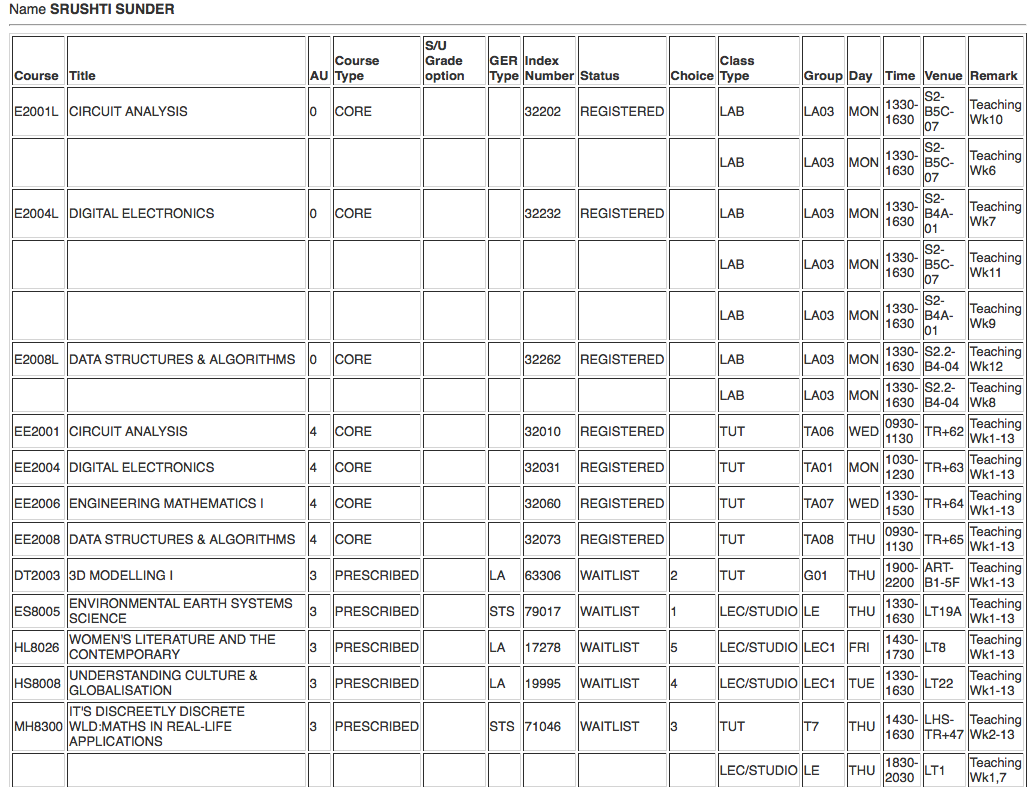 Name SRUSHTI SUNDER
Course Title AU Course Type S/U Grade option GER Type Index Number Status Choice Class Type Group Day Time Venue Remark
E2001L CIRCUIT ANALYSIS 0 CORE 32202 REGISTERED LAB LA03 MON 1330-1630 S2-B5C-07 Teaching Wk10
LAB LA03 MON 1330-1630 S2-B5C-07 Teaching Wk6
E2004L DIGITAL ELECTRONICS 0 CORE 32232 REGISTERED LAB LA03 MON 1330-1630 S2-B4A-01 Teaching Wk7
LAB LA03 MON 1330-1630 S2-B5C-07 Teaching Wk11
LAB LA03 MON 1330-1630 S2-B4A-01 Teaching Wk9
E2008L DATA STRUCTURES & ALGORITHMS 0 CORE 32262 REGISTERED LAB LA03 MON 1330-1630 S2.2-B4-04 Teaching Wk12
LAB LA03 MON 1330-1630 S2.2-B4-04 Teaching Wk8
EE2001 CIRCUIT ANALYSIS 4 CORE 32010 REGISTERED TUT TA06 WED 0930-1130 TR+62 Teaching Wk1-13
EE2004 DIGITAL ELECTRONICS 4 CORE 32031 REGISTERED TUT TA01 MON 1030-1230 TR+63 Teaching Wk1-13
EE2006 ENGINEERING MATHEMATICS I 4 CORE 32060 REGISTERED TUT TA07 WED 1330-1530 TR+64 Teaching Wk1-13
EE2008 DATA STRUCTURES & ALGORITHMS 4 CORE 32073 REGISTERED TUT TA08 THU 0930-1130 TR+65 Teaching Wk1-13
DT2003 3D MODELLING I 3 PRESCRIBED LA 63306 WAITLIST 2 TUT G01 THU 1900-2200 ART-B1-5F Teaching Wk1-13
ES8005 ENVIRONMENTAL EARTH SYSTEMS SCIENCE 3 PRESCRIBED STS 79017 WAITLIST 1 LEC/STUDIO LE THU 1330-1630 LT19A Teaching Wk1-13
HL8026 WOMEN'S LITERATURE AND THE CONTEMPORARY 3 PRESCRIBED LA 17278 WAITLIST 5 LEC/STUDIO LEC1 FRI 1430-1730 LT8 Teaching Wk1-13
HS8008 UNDERSTANDING CULTURE & GLOBALISATION 3 PRESCRIBED LA 19995 WAITLIST 4 LEC/STUDIO LEC1 TUE 1330-1630 LT22 Teaching Wk1-13
MH8300 IT'S DISCREETLY DISCRETE WLD:MATHS IN REAL-LIFE APPLICATIONS 3 PRESCRIBED STS 71046 WAITLIST 3 TUT T7 THU 1430-1630 LHS-TR+47 Teaching Wk2-13
LEC/STUDIO LE THU 1830-2030 LT1 Teaching Wk1,7